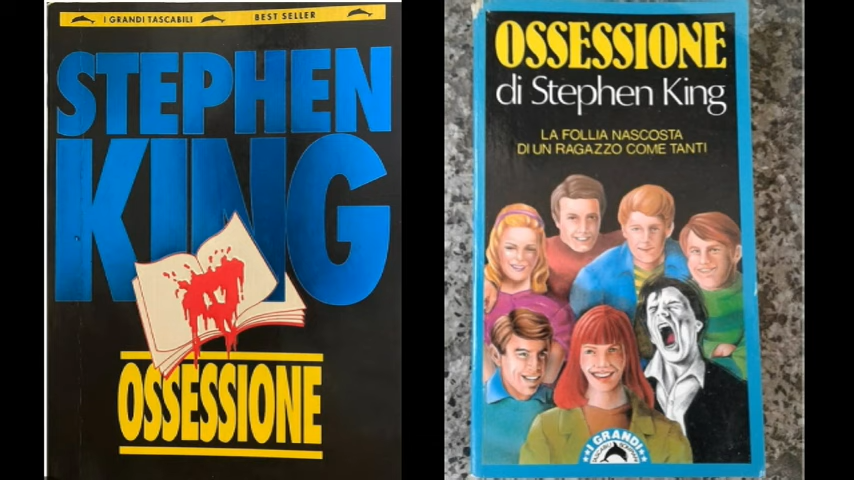 I GRANDI TASCABILI BEST SELLER
STEPHEN
KING
OSSESSIONE
OSSESSIONE
di Stephen King
LA FOLLIA NASCOSTA
DI UN RAGAZZO COME TANTI
I GRANDI